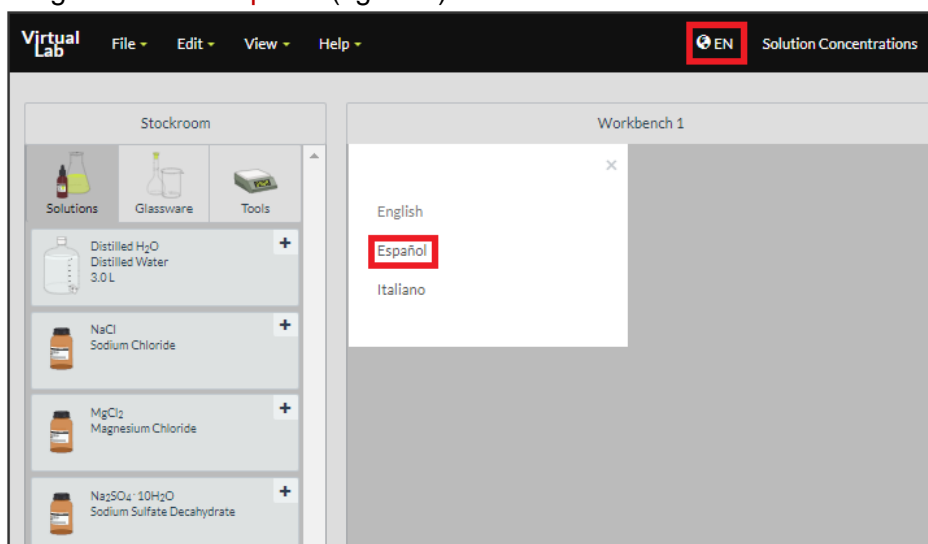 Virtual Lab File Edit View Help EN Solution Concentrations
Stockroom
Workbench 1
Solutions Glassware Tools
Distilled H₂O
Distilled Water
3.0 L
NaCl
Sodium Chloride
MgCl₂
Magnesium Chloride
Na₂SO₄·10H₂O
Sodium Sulfate Decahydrate
English
Español
Italiano